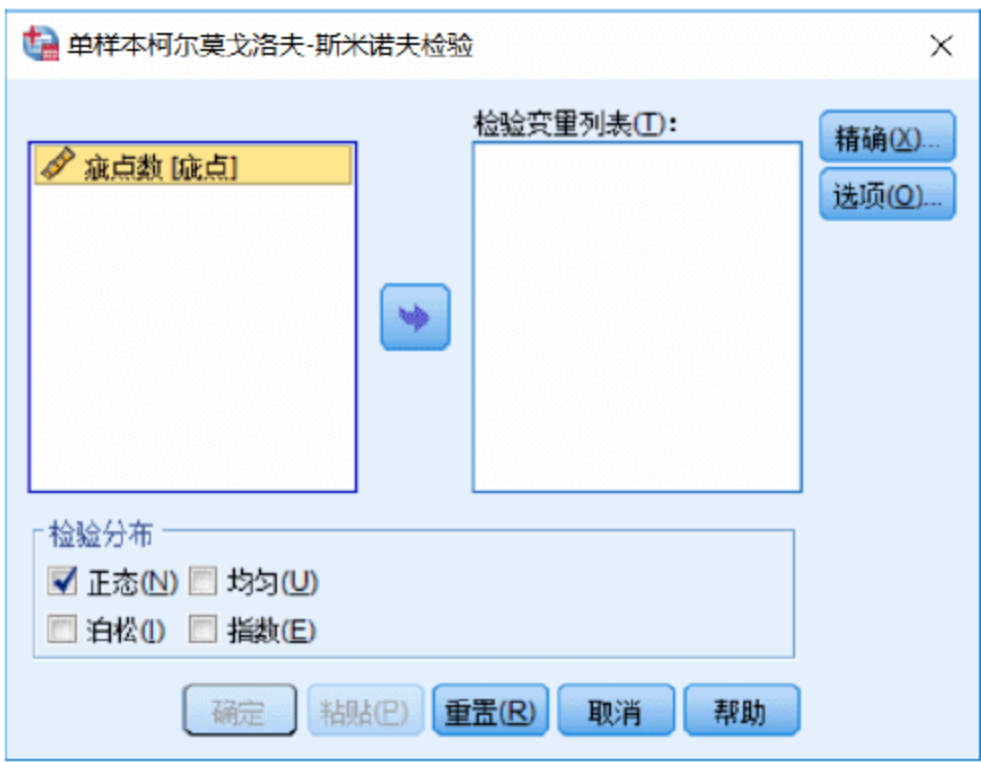 单样本柯尔莫戈洛夫-斯米诺夫检验
检验变量列表(T):
疵点数 [疵点]
精确(X)...
选项(O)...
检验分布
正态(N) 均匀(U)
泊松(I) 指数(E)
确定 粘贴(P) 重置(R) 取消 帮助